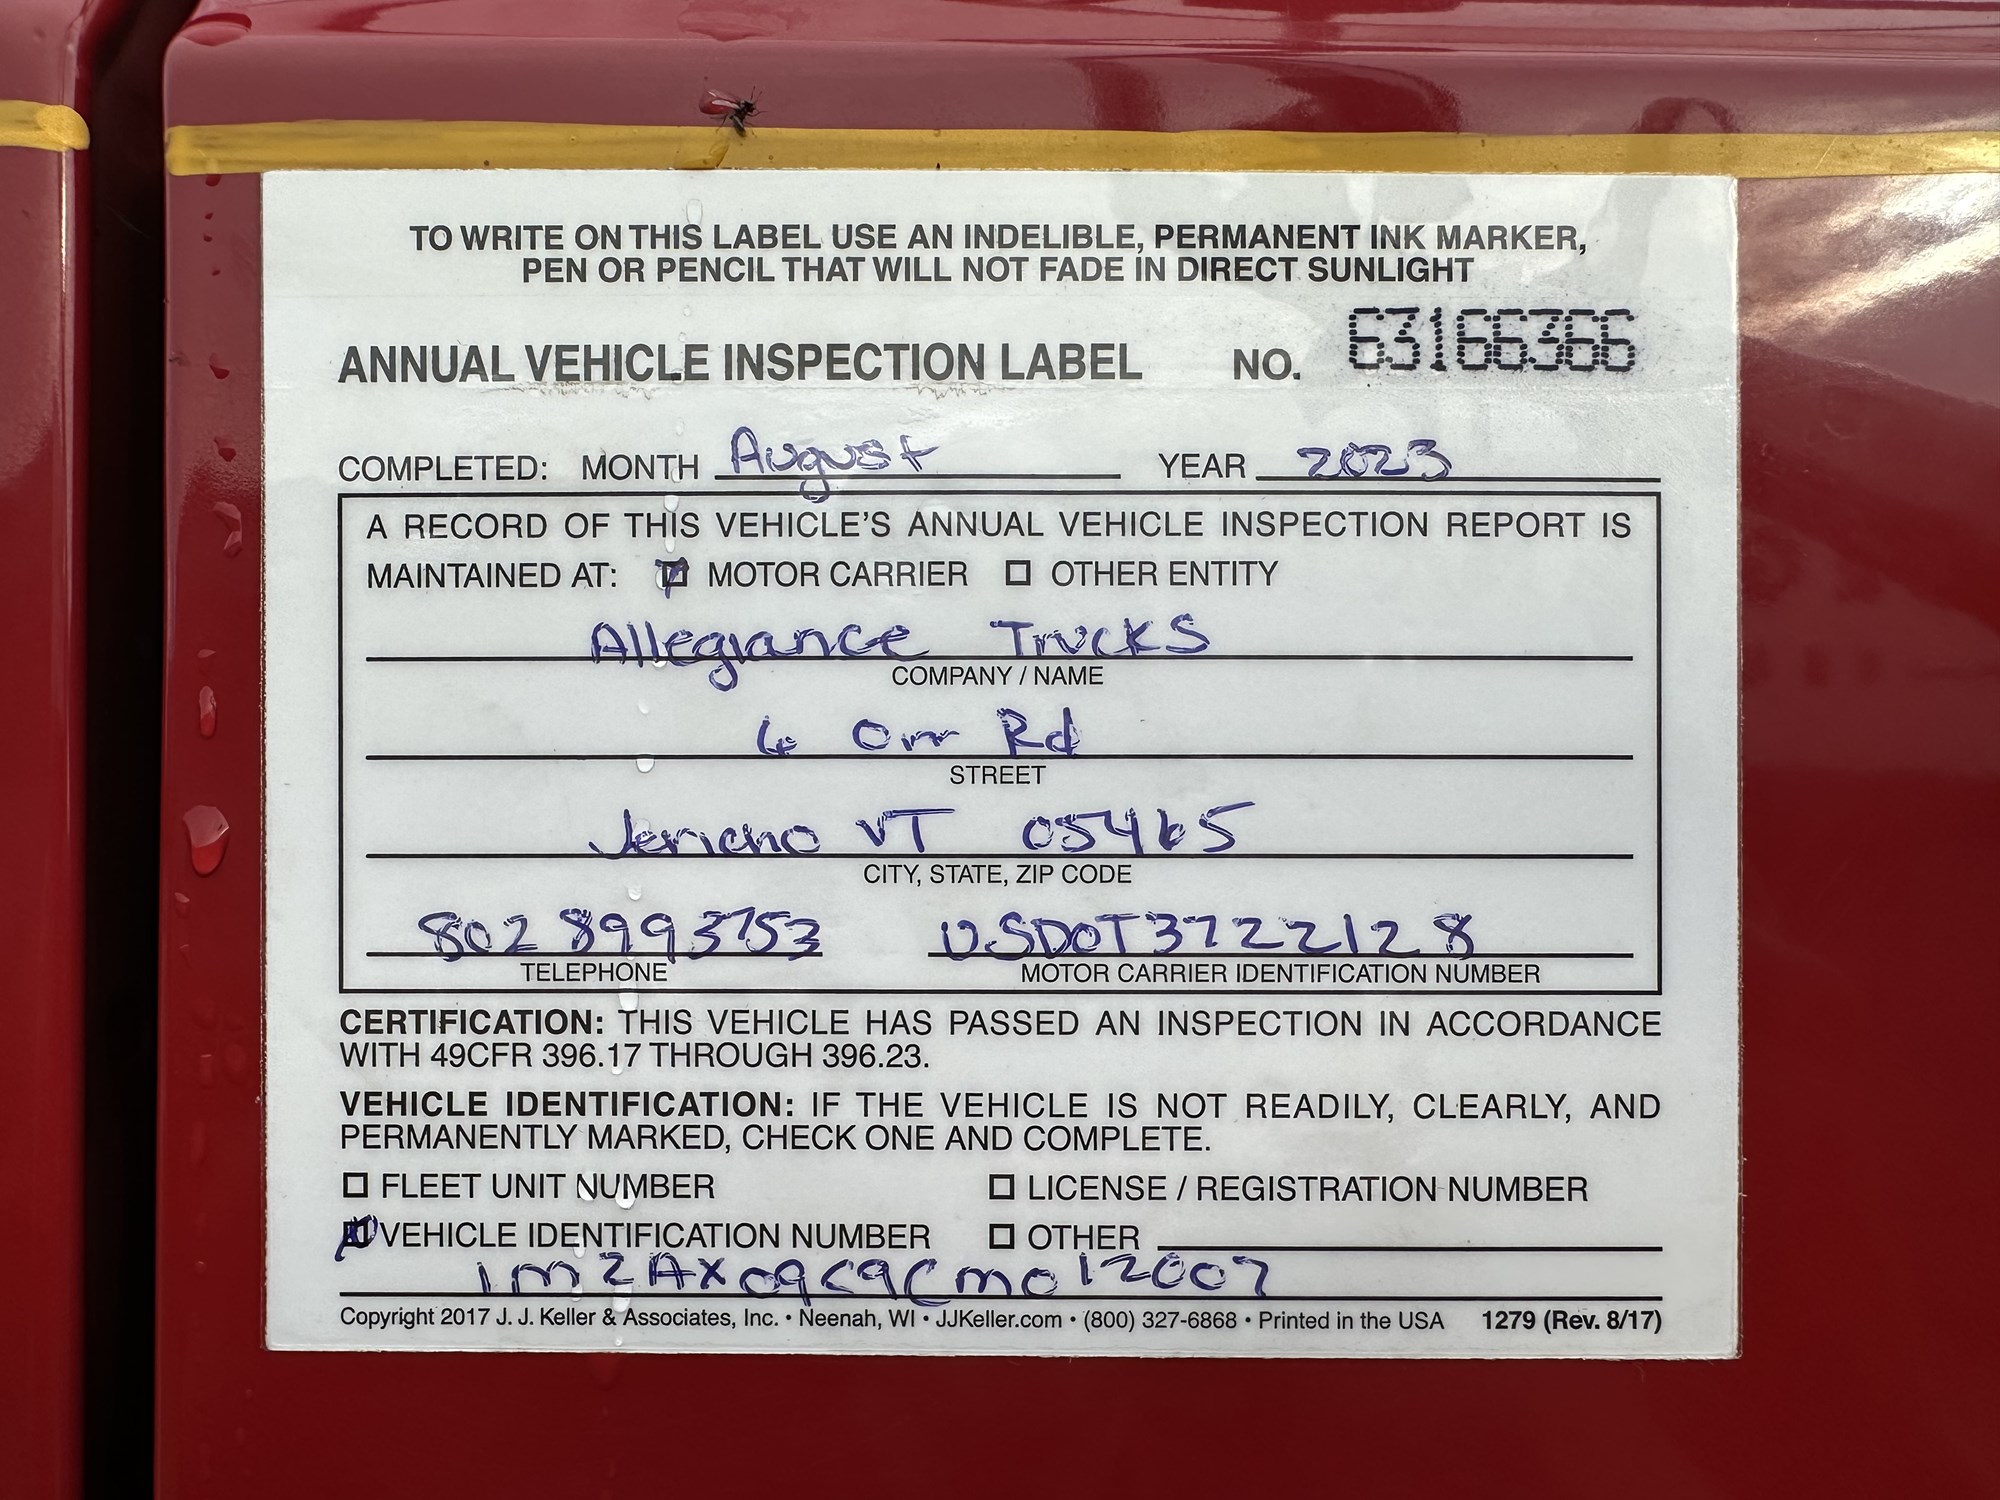 TO WRITE ON THIS LABEL USE AN INDELIBLE, PERMANENT INK MARKER,
PEN OR PENCIL THAT WILL NOT FADE IN DIRECT SUNLIGHT
ANNUAL VEHICLE INSPECTION LABEL NO. 63166366
COMPLETED: MONTH August YEAR 2023
A RECORD OF THIS VEHICLE'S ANNUAL VEHICLE INSPECTION REPORT IS
MAINTAINED AT: MOTOR CARRIER OTHER ENTITY
Allegiance Trucks
COMPANY / NAME
6 Orr Rd
STREET
Jericho VT 05465
CITY, STATE, ZIP CODE
802 8993753 USDOT3722128
TELEPHONE MOTOR CARRIER IDENTIFICATION NUMBER
CERTIFICATION: THIS VEHICLE HAS PASSED AN INSPECTION IN ACCORDANCE
WITH 49CFR 396.17 THROUGH 396.23.
VEHICLE IDENTIFICATION: IF THE VEHICLE IS NOT READILY, CLEARLY, AND
PERMANENTLY MARKED, CHECK ONE AND COMPLETE.
FLEET UNIT NUMBER LICENSE / REGISTRATION NUMBER
VEHICLE IDENTIFICATION NUMBER OTHER
1m2AX09C9Cm012007
Copyright 2017 J. J. Keller & Associates, Inc. • Neenah, WI • JJKeller.com • (800) 327-6868 • Printed in the USA 1279 (Rev. 8/17)